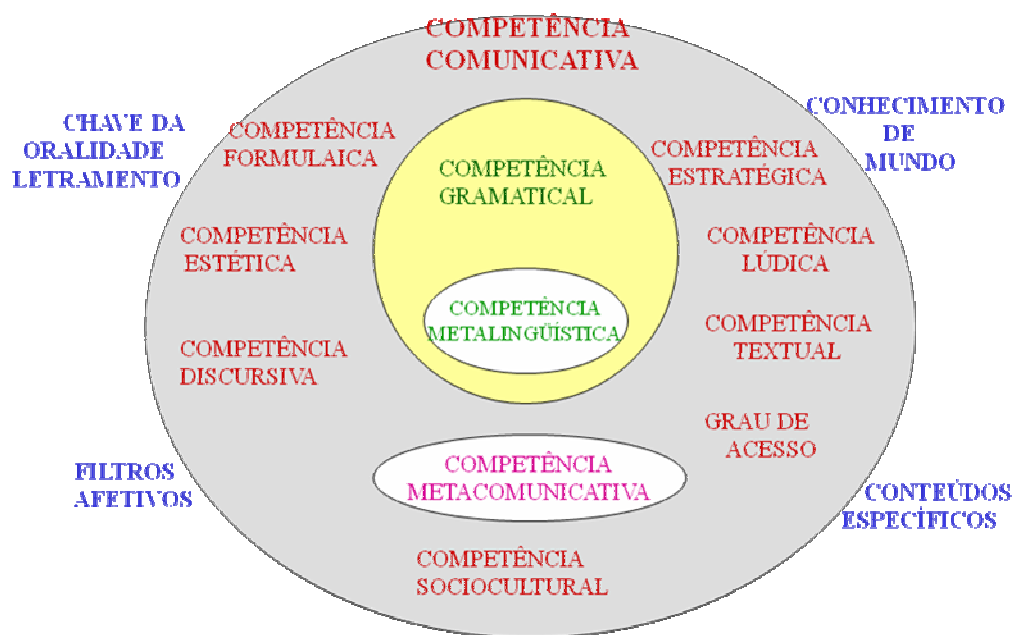 COMPETÊNCIA
COMUNICATIVA
CHAVE DA
ORALIDADE
LETRAMENTO
CONHECIMENTO
DE
MUNDO
COMPETÊNCIA
FORMULAICA
COMPETÊNCIA
GRAMATICAL
COMPETÊNCIA
ESTRATÉGICA
COMPETÊNCIA
ESTÉTICA
COMPETÊNCIA
LÚDICA
COMPETÊNCIA
METALINGÜÍSTICA
COMPETÊNCIA
TEXTUAL
COMPETÊNCIA
DISCURSIVA
GRAU DE
ACESSO
FILTROS
AFETIVOS
COMPETÊNCIA
METACOMUNICATIVA
CONTEÚDOS
ESPECÍFICOS
COMPETÊNCIA
SOCIOCULTURAL